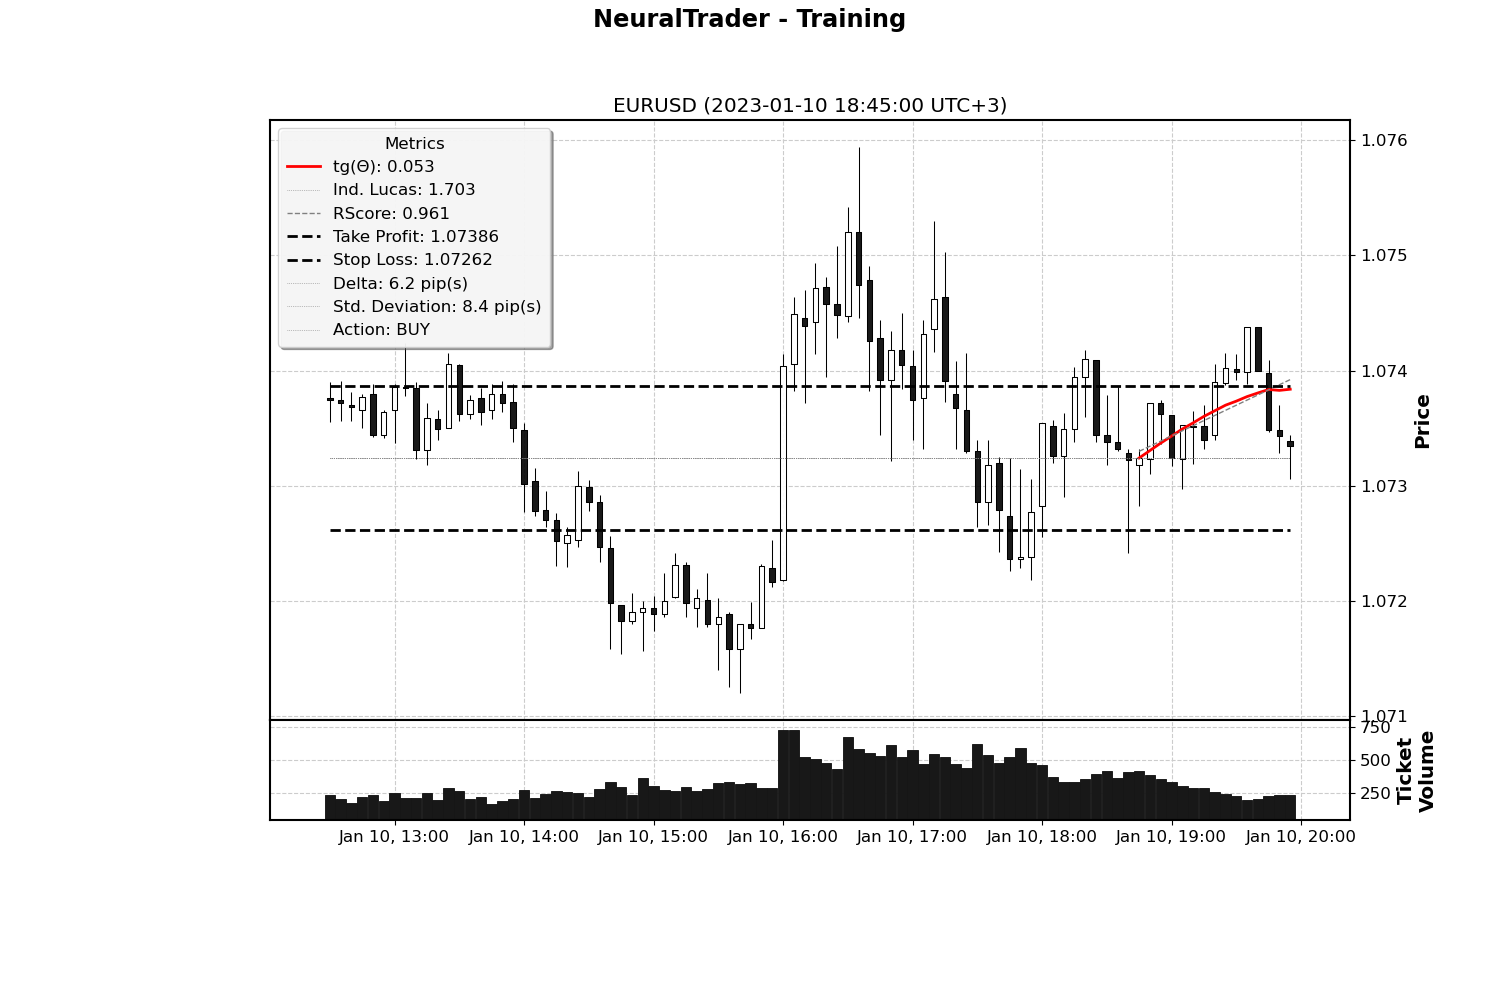 NeuralTrader - Training
EURUSD (2023-01-10 18:45:00 UTC+3)
Metrics
tg(Θ): 0.053
Ind. Lucas: 1.703
RScore: 0.961
Take Profit: 1.07386
Stop Loss: 1.07262
Delta: 6.2 pip(s)
Std. Deviation: 8.4 pip(s)
Action: BUY
1.076
1.075
1.074
1.073
1.072
1.071
Price
750
500
250
Ticket
Volume
Jan 10, 13:00
Jan 10, 14:00
Jan 10, 15:00
Jan 10, 16:00
Jan 10, 17:00
Jan 10, 18:00
Jan 10, 19:00
Jan 10, 20:00